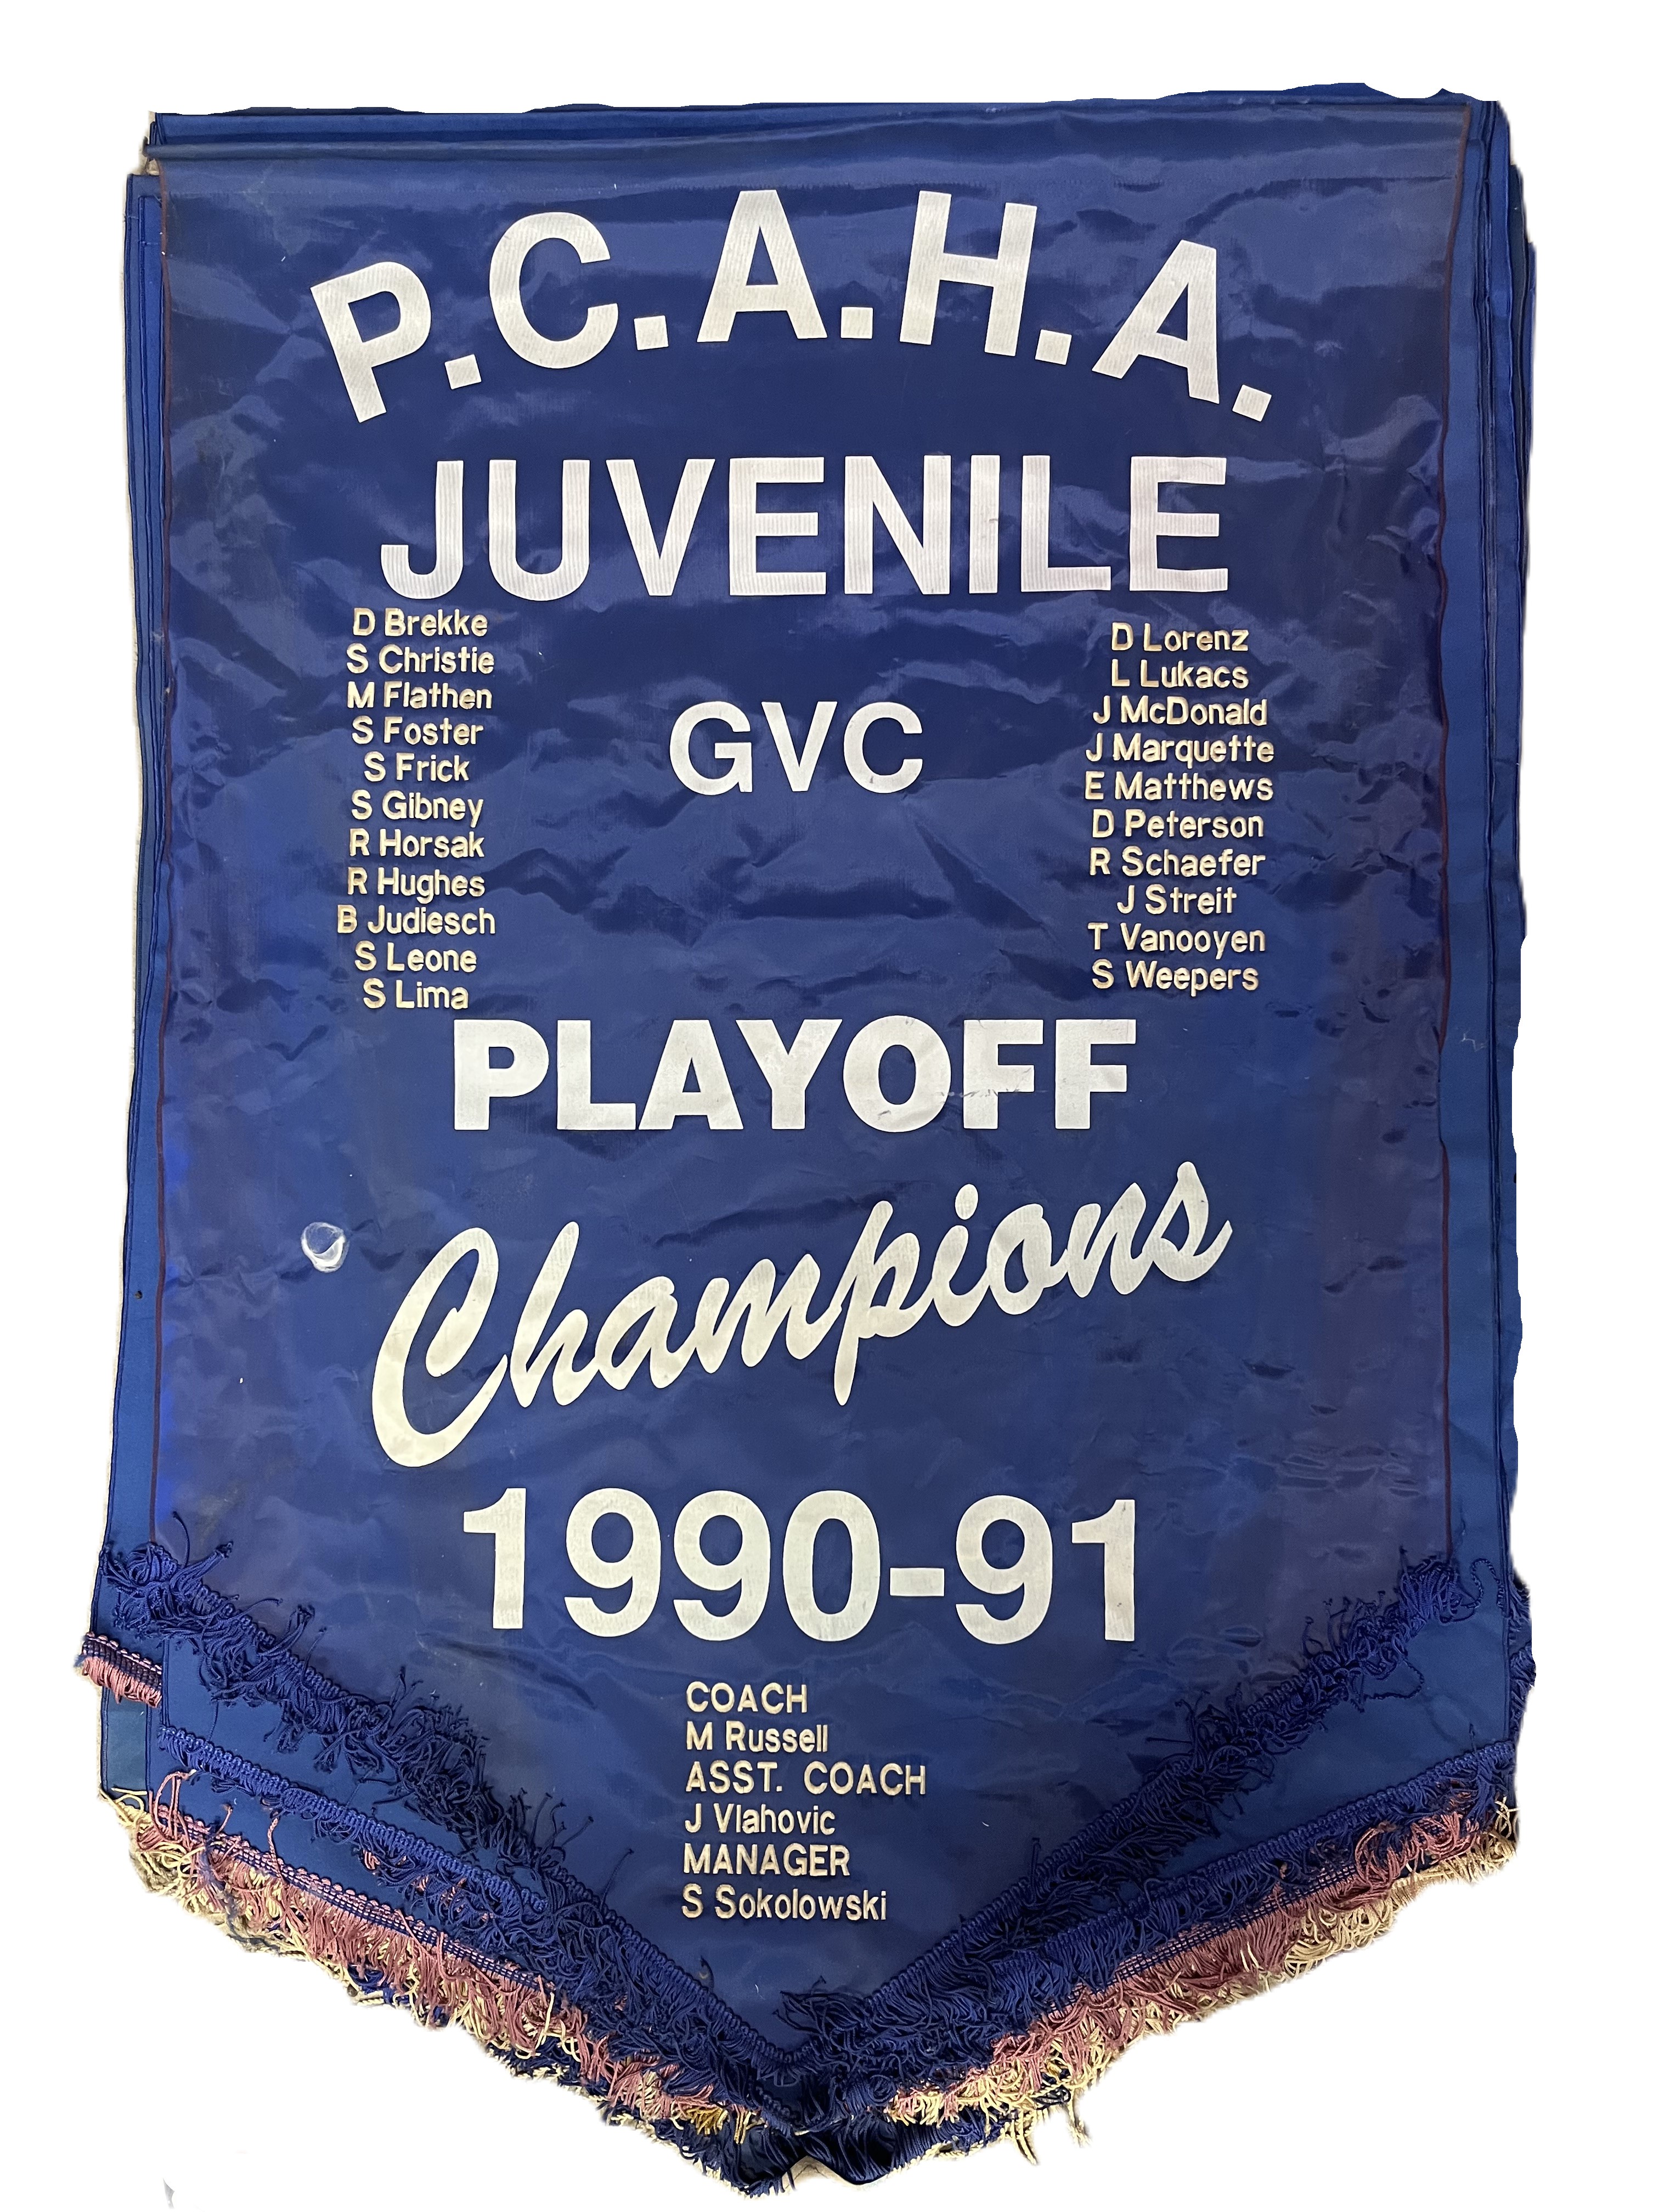 P.C.A.H.A.
JUVENILE
D Brekke
S Christie
M Flathen
S Foster
S Frick
S Gibney
R Horsak
R Hughes
B Judiesch
S Leone
S Lima
GVC
D Lorenz
L Lukacs
J McDonald
J Marquette
E Matthews
D Peterson
R Schaefer
J Streit
T Vanooyen
S Weepers
PLAYOFF
Champions
1990-91
COACH
M Russell
ASST. COACH
J Vlahovic
MANAGER
S Sokolowski